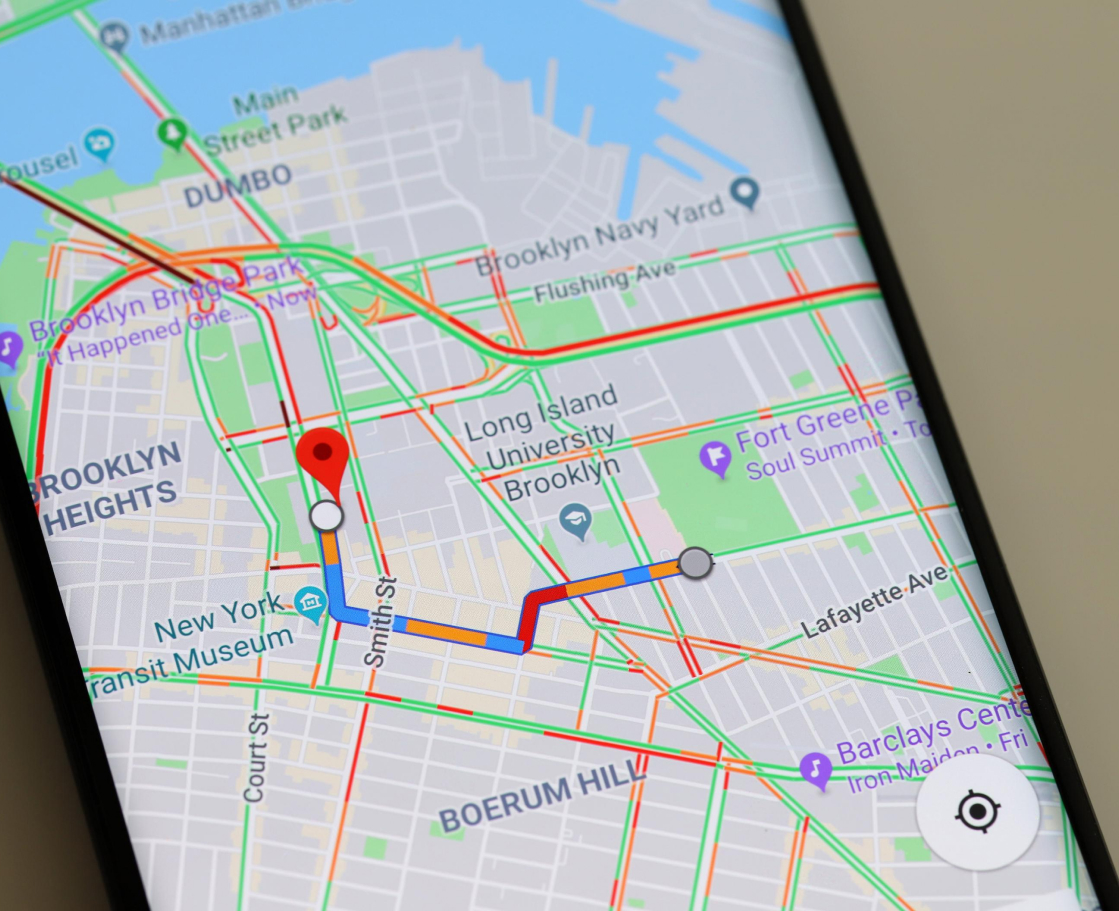 Manhattan
Main
Street Park
DUMBO
Brooklyn Navy Yard
Flushing Ave
Brooklyn Bridge Park
"It Happened One... • Now
Long Island
University
Brooklyn
Fort Greene
Soul Summit •
BROOKLYN
HEIGHTS
New York
Transit Museum
Smith St
Lafayette Ave
Court St
BOERUM HILL
Barclays
Iron Maiden • Fri